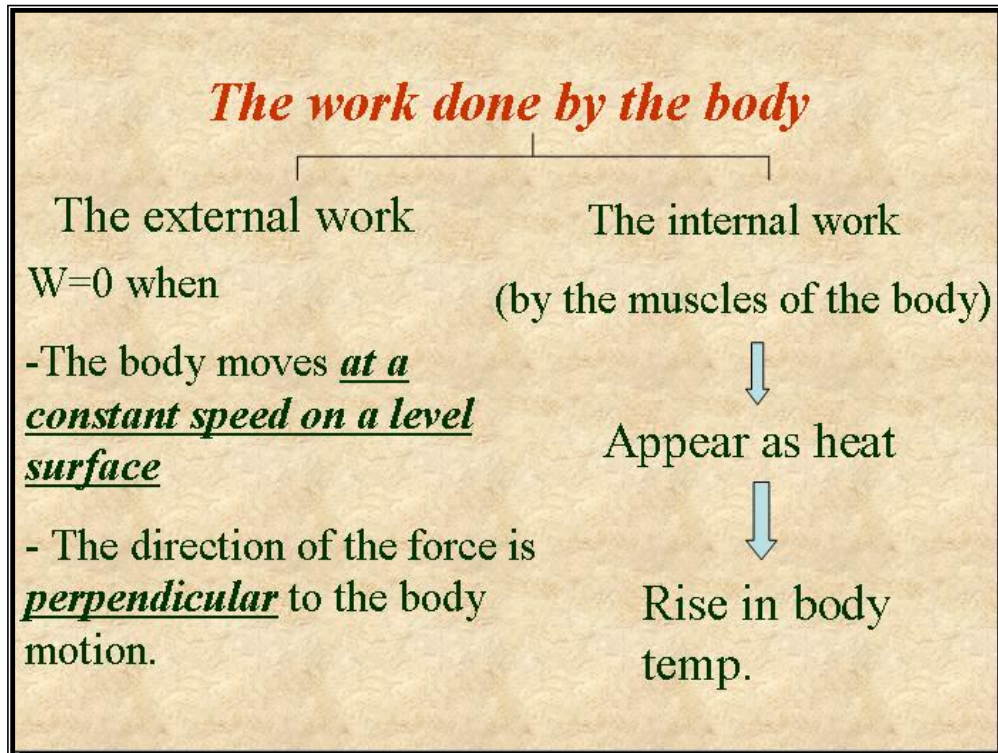 The work done by the body
The external work
W=0 when
-The body moves at a
constant speed on a level
surface
- The direction of the force is
perpendicular to the body
motion.
The internal work
(by the muscles of the body)
Appear as heat
Rise in body
temp.